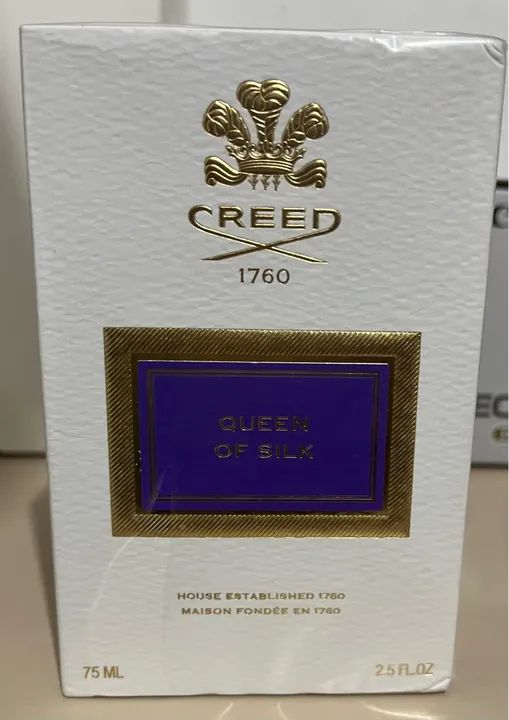 CREED
1760
QUEEN
OF SILK
HOUSE ESTABLISHED 1760
MAISON FONDÉE EN 1760
75 ML
2.5 FL.OZ